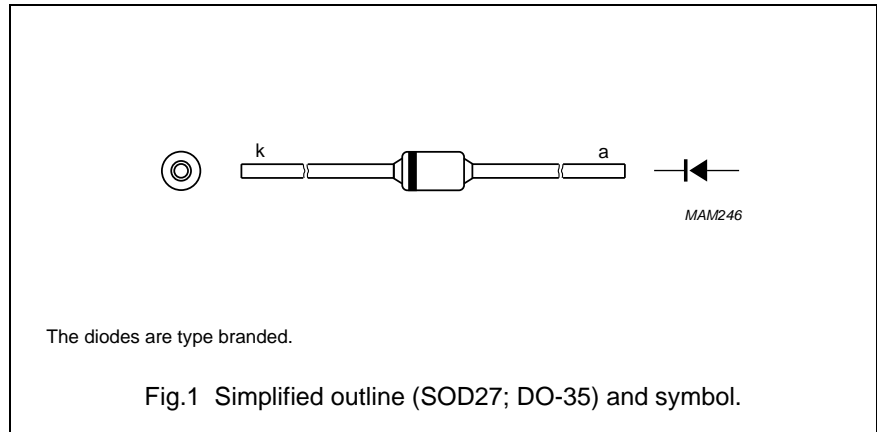 k
a
MAM246
The diodes are type branded.
Fig.1 Simplified outline (SOD27; DO-35) and symbol.